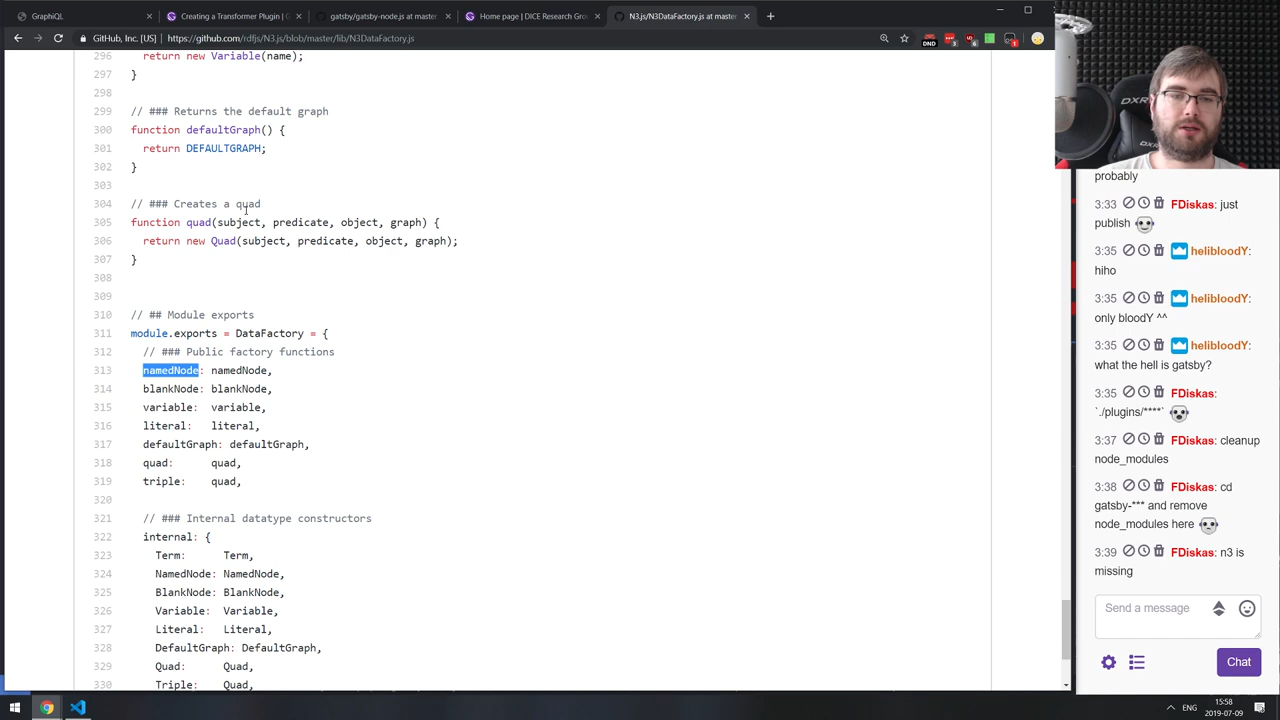 GraphiQL
Creating a Transformer Plugin | G
gatsby/gatsby-node.js at master
Home page | DICE Research Grou
N3.js/N3DataFactory.js at master
GitHub, Inc. [US]
https://github.com/rdfjs/N3.js/blob/master/lib/N3DataFactory.js
296 return new Variable(name);
297 }
298
299 // ### Returns the default graph
300 function defaultGraph() {
301 return DEFAULTGRAPH;
302 }
303
304 // ### Creates a quad
305 function quad(subject, predicate, object, graph) {
306 return new Quad(subject, predicate, object, graph);
307 }
308
309
310 // ## Module exports
311 module.exports = DataFactory = {
312 // ### Public factory functions
313 namedNode: namedNode,
314 blankNode: blankNode,
315 variable: variable,
316 literal: literal,
317 defaultGraph: defaultGraph,
318 quad: quad,
319 triple: quad,
320
321 // ### Internal datatype constructors
322 internal: {
323 Term: Term,
324 NamedNode: NamedNode,
325 BlankNode: BlankNode,
326 Variable: Variable,
327 Literal: Literal,
328 DefaultGraph: DefaultGraph,
329 Quad: Quad,
330 Triple: Quad,
DXR
probably
3:33 FDiskas: just
publish
3:35 helibloodY:
hiho
3:35 helibloodY:
only bloodY ^^
3:35 helibloodY:
what the hell is gatsby?
3:35 FDiskas:
`./plugins/****`
3:37 FDiskas: cleanup
node_modules
3:38 FDiskas: cd
gatsby-*** and remove
node_modules here
3:39 FDiskas: n3 is
missing
Send a message
Chat
ENG
15:58
2019-07-09